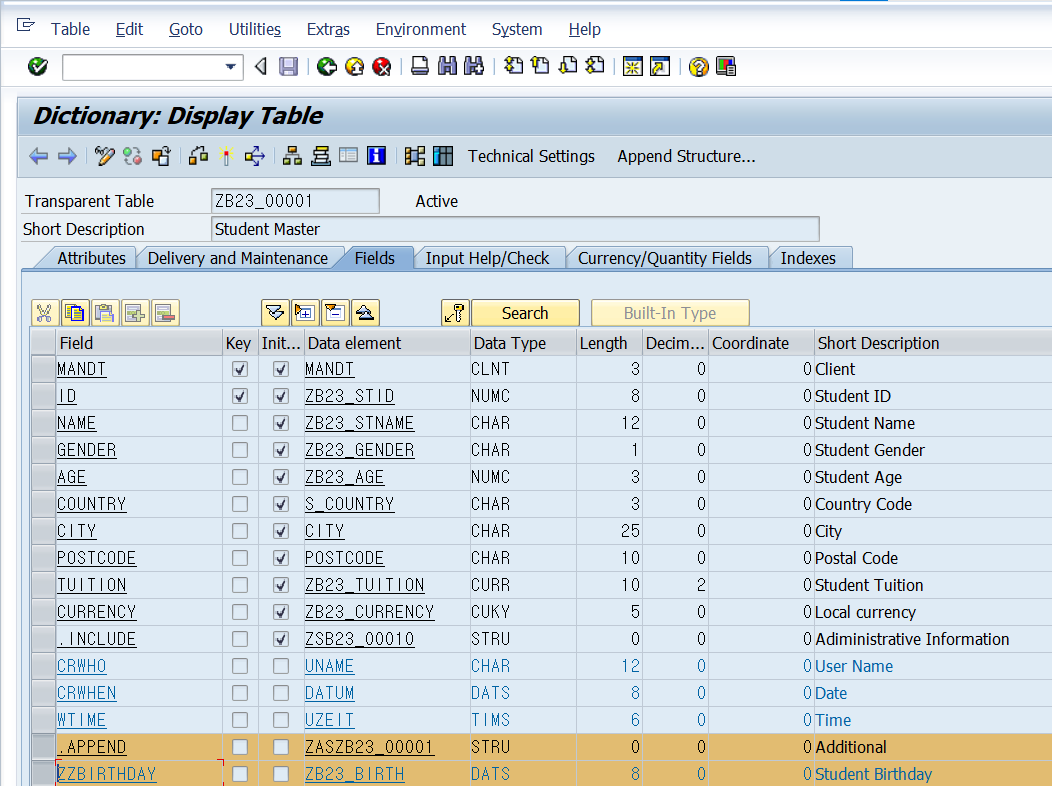 Table Edit Goto Utilities Extras Environment System Help
Dictionary: Display Table
Technical Settings Append Structure...
Transparent Table ZB23_00001 Active
Short Description Student Master
Attributes Delivery and Maintenance Fields Input Help/Check Currency/Quantity Fields Indexes
Search Built-In Type
Field Key Init... Data element Data Type Length Decim... Coordinate Short Description
MANDT MANDT CLNT 3 0 0 Client
ID ZB23_STID NUMC 8 0 0 Student ID
NAME ZB23_STNAME CHAR 12 0 0 Student Name
GENDER ZB23_GENDER CHAR 1 0 0 Student Gender
AGE ZB23_AGE NUMC 3 0 0 Student Age
COUNTRY S_COUNTRY CHAR 3 0 0 Country Code
CITY CITY CHAR 25 0 0 City
POSTCODE POSTCODE CHAR 10 0 0 Postal Code
TUITION ZB23_TUITION CURR 10 2 0 Student Tuition
CURRENCY ZB23_CURRENCY CUKY 5 0 0 Local currency
.INCLUDE ZSB23_00010 STRU 0 0 0 Adiministrative Information
CRWHO UNAME CHAR 12 0 0 User Name
CRWHEN DATUM DATS 8 0 0 Date
WTIME UZEIT TIMS 6 0 0 Time
.APPEND ZASZB23_00001 STRU 0 0 0 Additional
ZZBIRTHDAY ZB23_BIRTH DATS 8 0 0 Student Birthday